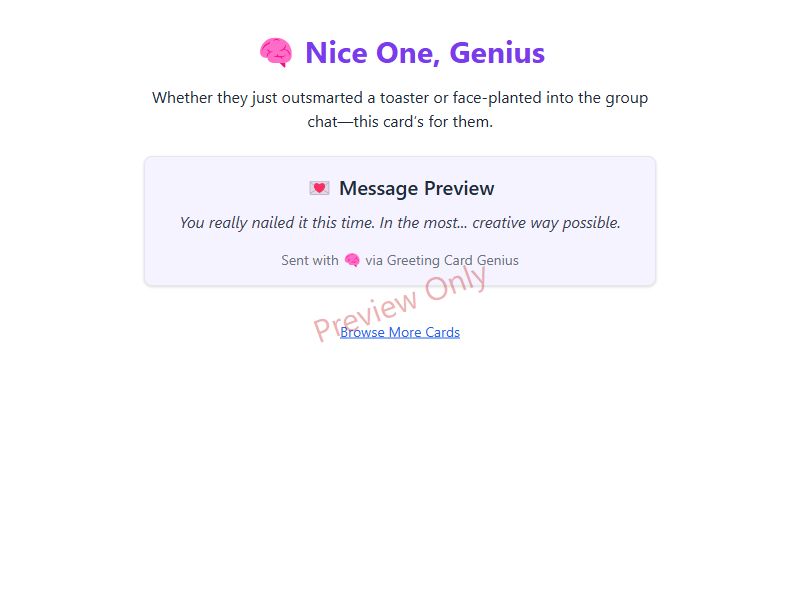 🧠 Nice One, Genius
Whether they just outsmarted a toaster or face-planted into the group
chat—this card's for them.
💌 Message Preview
You really nailed it this time. In the most... creative way possible.
Sent with 🧠 via Greeting Card Genius
Preview Only
Browse More Cards